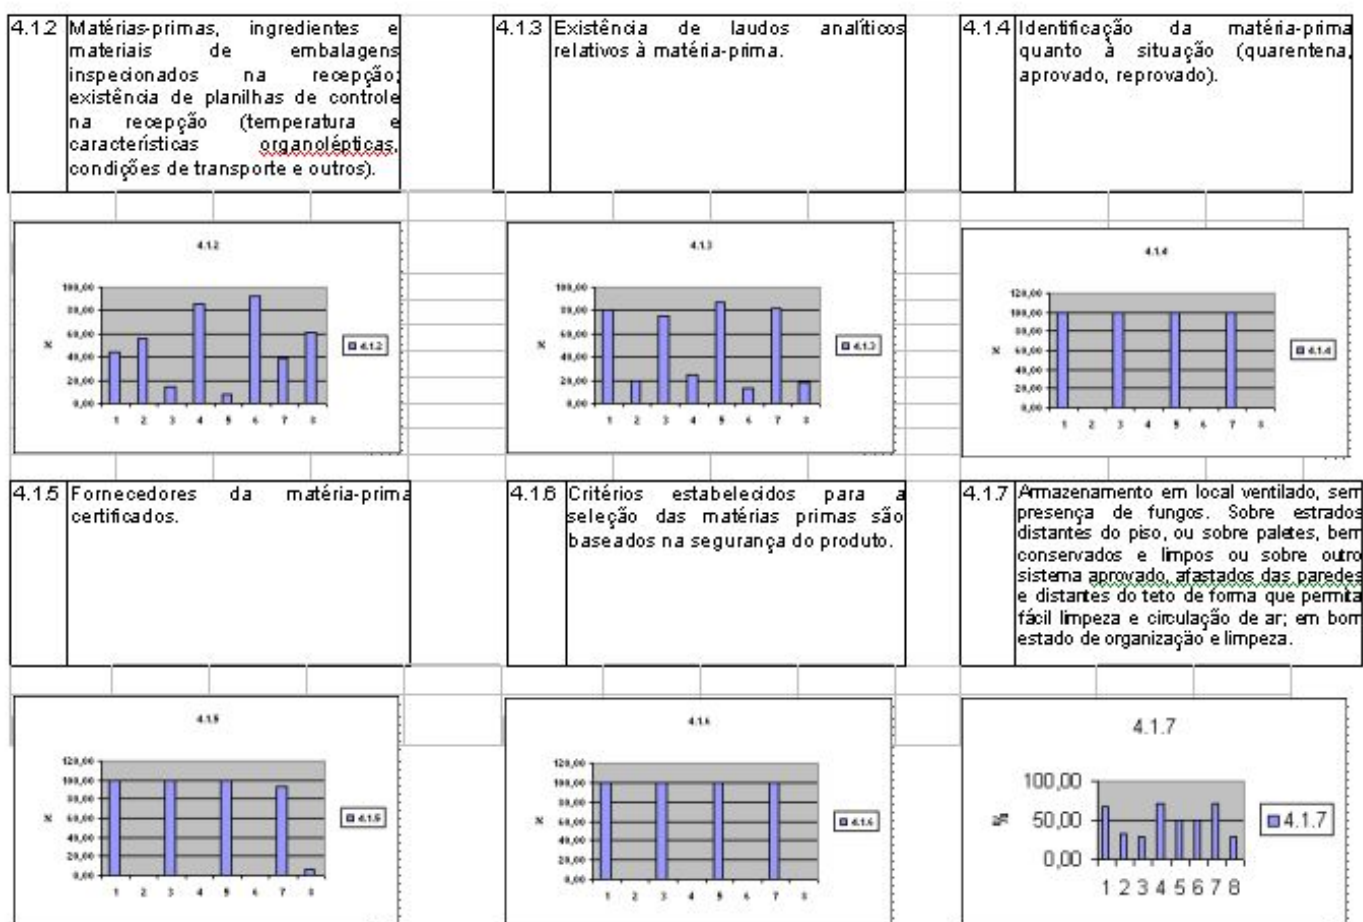 4.1.2 Matérias-primas, ingredientes e
materiais de embalagens
inspecionados na recepção;
existência de planilhas de controle
na recepção (temperatura e
características organolépticas,
condições de transporte e outros).
4.1.3 Existência de laudos analíticos
relativos à matéria-prima.
4.1.4 Identificação da matéria-prima
quanto à situação (quarentena,
aprovado, reprovado).
4.1.2
100,00
80,00
60,00
40,00
20,00
0,00
%
1 2 3 4 5 6 7 8
4.1.2
4.1.3
100,00
80,00
60,00
40,00
20,00
0,00
%
1 2 3 4 5 6 7 8
4.1.3
4.1.4
120,00
100,00
80,00
60,00
40,00
20,00
0,00
%
1 2 3 4 5 6 7 8
4.1.4
4.1.5 Fornecedores da matéria-prima
certificados.
4.1.6 Critérios estabelecidos para a
seleção das matérias primas são
baseados na segurança do produto.
4.1.7 Armazenamento em local ventilado, sem
presença de fungos. Sobre estrados
distantes do piso, ou sobre paletes, bem
conservados e limpos ou sobre outro
sistema aprovado, afastados das paredes
e distantes do teto de forma que permita
fácil limpeza e circulação de ar; em bom
estado de organização e limpeza.
4.1.5
120,00
100,00
80,00
60,00
40,00
20,00
0,00
%
1 2 3 4 5 6 7 8
4.1.5
4.1.6
120,00
100,00
80,00
60,00
40,00
20,00
0,00
%
1 2 3 4 5 6 7 8
4.1.6
4.1.7
100,00
50,00
0,00
%
1 2 3 4 5 6 7 8
4.1.7